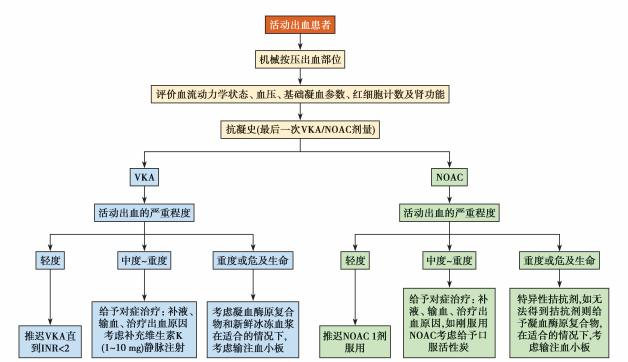 活动出血患者
机械按压出血部位
评价血流动力学状态、血压、基础凝血参数、红细胞计数及肾功能
抗凝史(最后一次VKA/NOAC剂量)
VKA
活动出血的严重程度
轻度
中度~重度
重度或危及生命
推迟VKA直
到INR<2
给予对症治疗:补液、
输血、治疗出血原因
考虑补充维生素K
(1~10 mg)静脉注射
考虑凝血酶原复合
物和新鲜冰冻血浆
在适合的情况下,
考虑输注血小板
NOAC
活动出血的严重程度
轻度
中度~重度
重度或危及生命
推迟NOAC 1剂
服用
给予对症治疗:补
液、输血、治疗出
血原因,如刚服用
NOAC考虑给予口
服活性炭
特异性拮抗剂,如无
法得到拮抗剂则给
予凝血酶原复合物,
在适合的情况下,考
虑输注血小板